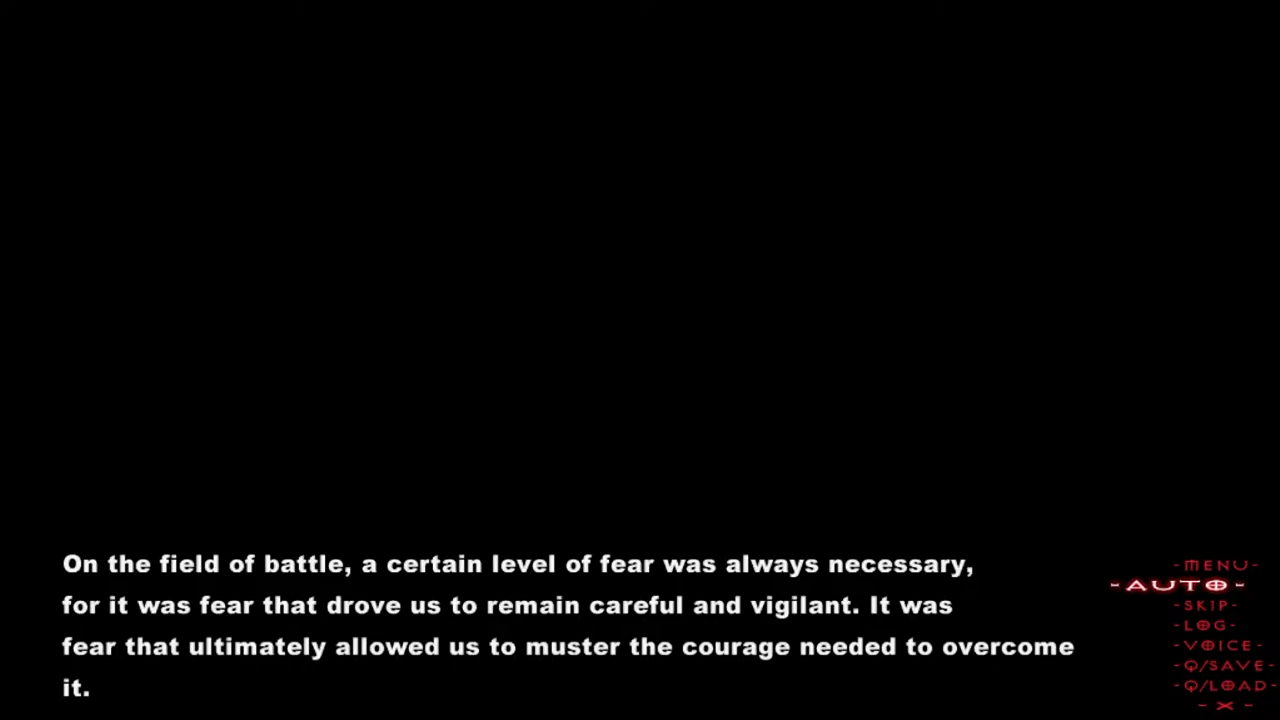 On the field of battle, a certain level of fear was always necessary,
for it was fear that drove us to remain careful and vigilant. It was
fear that ultimately allowed us to muster the courage needed to overcome
it.
-MENU-
-AUTO-
-SKIP-
-LOG-
-VOICE-
-Q/SAVE-
-Q/LOAD-
-X-